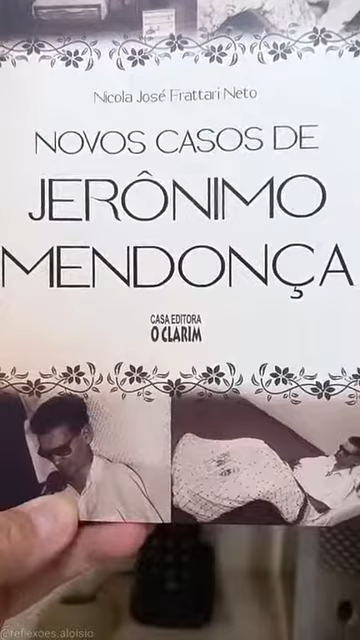 Nicola José Frattari Neto
NOVOS CASOS DE
JERÔNIMO
MENDONÇA
CASA EDITORA
O CLARIM
@reflexoes.aloisio